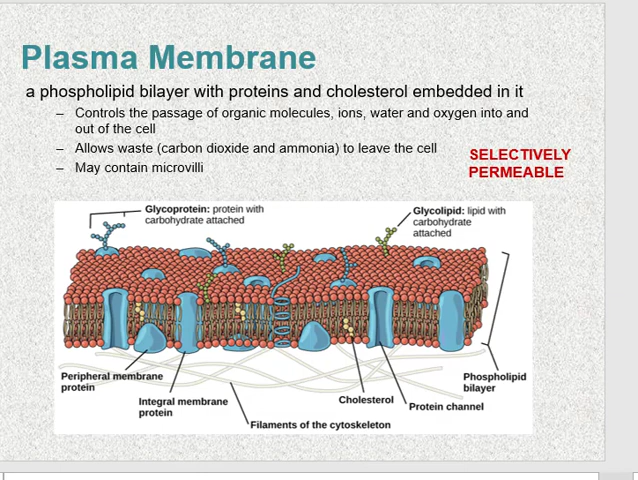 Plasma Membrane
a phospholipid bilayer with proteins and cholesterol embedded in it
– Controls the passage of organic molecules, ions, water and oxygen into and
out of the cell
– Allows waste (carbon dioxide and ammonia) to leave the cell
– May contain microvilli
SELECTIVELY
PERMEABLE
Glycoprotein: protein with
carbohydrate attached
Glycolipid: lipid with
carbohydrate
attached
Peripheral membrane
protein
Integral membrane
protein
Filaments of the cytoskeleton
Cholesterol
Protein channel
Phospholipid
bilayer